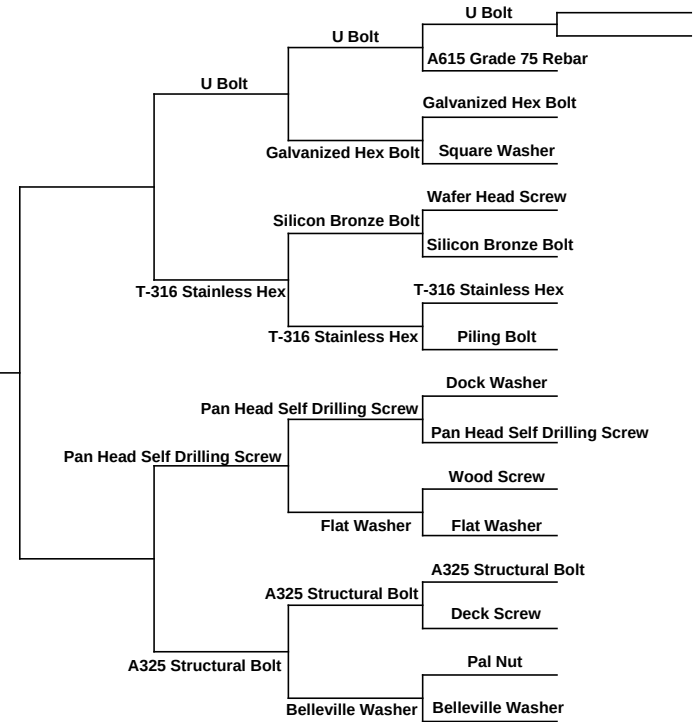 U Bolt
U Bolt
A615 Grade 75 Rebar
U Bolt
Galvanized Hex Bolt
Galvanized Hex Bolt
Square Washer
Wafer Head Screw
Silicon Bronze Bolt
Silicon Bronze Bolt
T-316 Stainless Hex
T-316 Stainless Hex
T-316 Stainless Hex
Piling Bolt
Dock Washer
Pan Head Self Drilling Screw
Pan Head Self Drilling Screw
Pan Head Self Drilling Screw
Wood Screw
Flat Washer
Flat Washer
A325 Structural Bolt
A325 Structural Bolt
Deck Screw
A325 Structural Bolt
Pal Nut
Belleville Washer
Belleville Washer